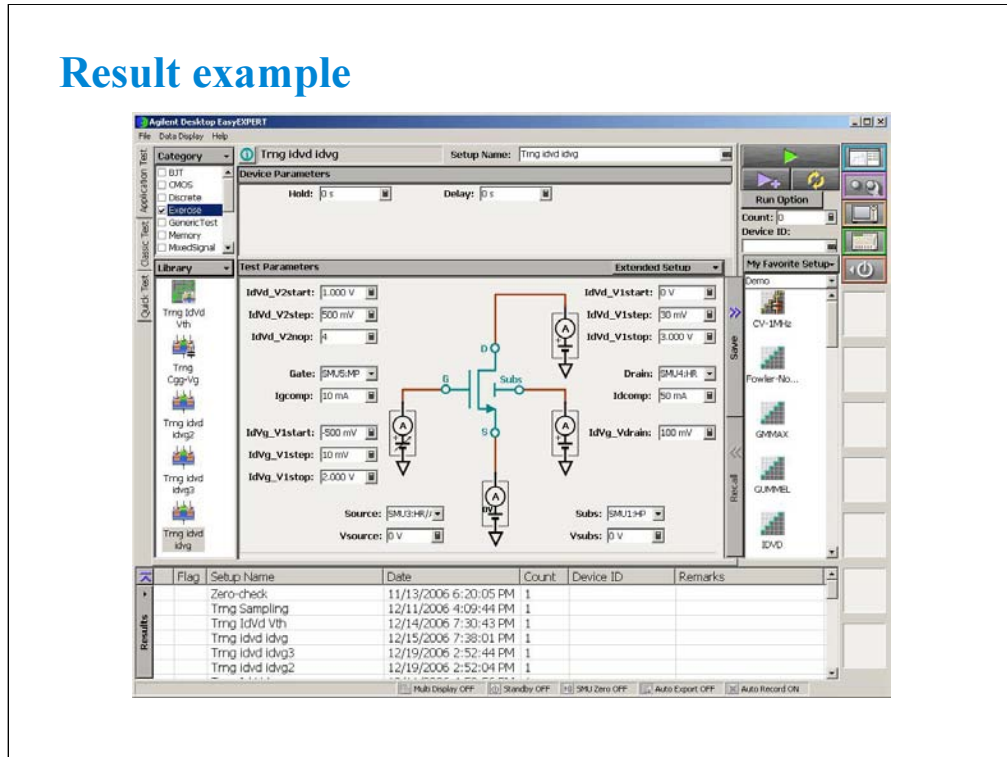 Result example
Agilent Desktop EasyEXPERT
File Data Display Help
Application Test
Classic Test
Quick Test
Category
BJT
CMOS
Discrete
Exercise
GenericTest
Memory
MixedSignal
Library
Trng IdVd Vth
Trng Cgg-Vg
Trng idvd idvg2
Trng idvd idvg3
Trng idvd idvg
Trng idvd idvg
Setup Name: Trng idvd idvg
Device Parameters
Hold: 0 s
Delay: 0 s
Test Parameters
Extended Setup
IdVd_V2start: 1.000 V
IdVd_V2step: 500 mV
IdVd_V2nop: 4
Gate: SMU5:MP
Igcomp: 10 mA
IdVg_V1start: -500 mV
IdVg_V1step: 10 mV
IdVg_V1stop: 2.000 V
Source: SMU3:HR/
Vsource: 0 V
IdVd_V1start: 0 V
IdVd_V1step: 30 mV
IdVd_V1stop: 3.000 V
Drain: SMU4:HR
Idcomp: 50 mA
IdVg_Vdrain: 100 mV
Subs: SMU1:HP
Vsubs: 0 V
D
G
Subs
S
A
A
A
A
0V
Save
Recall
Run Option
Count: 0
Device ID:
My Favorite Setup
Demo
CV-1MHz
Fowler-No...
GMMAX
GUMMEL
IDVD
Results
Flag Setup Name Date Count Device ID Remarks
Zero-check 11/13/2006 6:20:05 PM 1
Trng Sampling 12/11/2006 4:09:44 PM 1
Trng IdVd Vth 12/14/2006 7:30:43 PM 1
Trng idvd idvg 12/15/2006 7:38:01 PM 1
Trng idvd idvg3 12/19/2006 2:52:44 PM 1
Trng idvd idvg2 12/19/2006 2:52:04 PM 1
Multi Display OFF Standby OFF SMU Zero OFF Auto Export OFF Auto Record ON